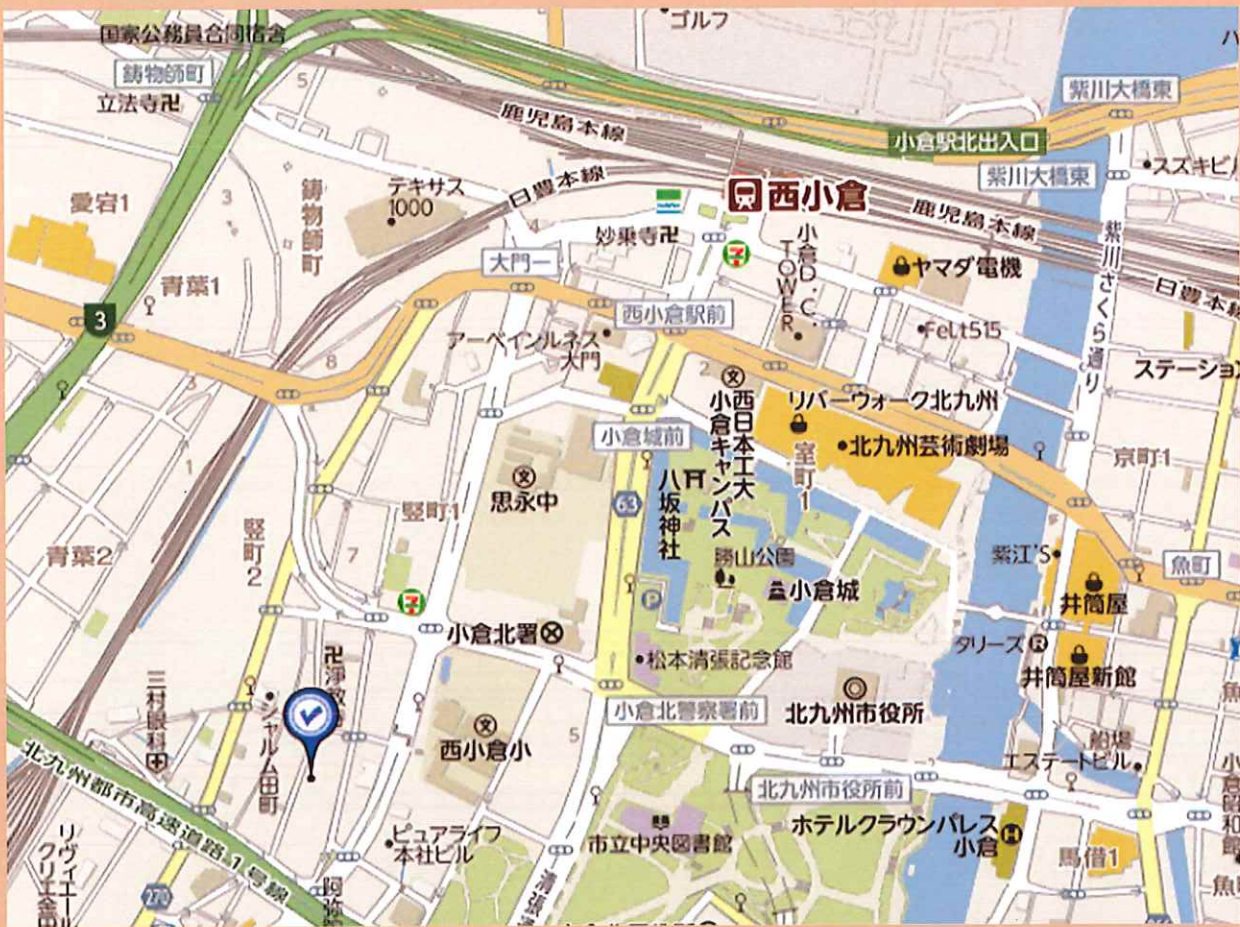 ゴルフ
国家公務員合同宿舎
鋳物師町
立法寺卍
5
鹿児島本線
紫川大橋東
小倉駅北出入口
紫川大橋東
スズキビル
愛宕1
3
鋳物師町
テキサス
1000
日豊本線
4
西小倉
鹿児島本線
妙乗寺卍
小倉D.C.
TOWER
紫川さくら通り
大門一
ヤマダ電機
日豊本線
青葉1
3
西小倉駅前
アーベインルネス
大門
FeLt515
8
3
2
ステーション
西日本工大
小倉キャンパス
リバーウォーク北九州
小倉城前
北九州芸術劇場
室町1
京町1
1
思永中
八坂神社
63
竪町1
竪町2
7
青葉2
勝山公園
小倉城
紫江'S
魚町
井筒屋
P
小倉北署
松本清張記念館
タリーズ
井筒屋新館
三村眼科
シャルム田町
西小倉小
5
小倉北警察署前
北九州市役所
船場
エステートビル
北九州都市高速道路1号線
北九州市役所前
ピュアライフ
本社ビル
市立中央図書館
ホテルクラウンパレス
小倉
馬借1
270